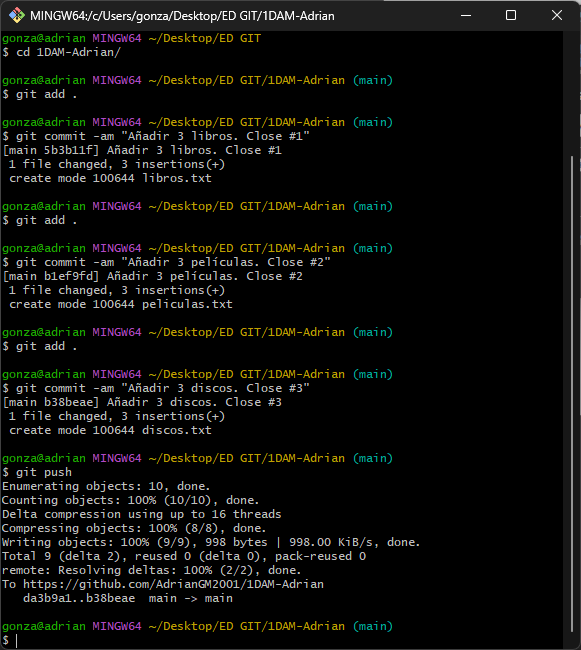 MINGW64:/c/Users/gonza/Desktop/ED GIT/1DAM-Adrian
gonza@adrian MINGW64 ~/Desktop/ED GIT
$ cd 1DAM-Adrian/
gonza@adrian MINGW64 ~/Desktop/ED GIT/1DAM-Adrian (main)
$ git add .
gonza@adrian MINGW64 ~/Desktop/ED GIT/1DAM-Adrian (main)
$ git commit -am "Añadir 3 libros. Close #1"
[main 5b3b11f] Añadir 3 libros. Close #1
1 file changed, 3 insertions(+)
create mode 100644 libros.txt
gonza@adrian MINGW64 ~/Desktop/ED GIT/1DAM-Adrian (main)
$ git add .
gonza@adrian MINGW64 ~/Desktop/ED GIT/1DAM-Adrian (main)
$ git commit -am "Añadir 3 películas. Close #2"
[main b1ef9fd] Añadir 3 películas. Close #2
1 file changed, 3 insertions(+)
create mode 100644 peliculas.txt
gonza@adrian MINGW64 ~/Desktop/ED GIT/1DAM-Adrian (main)
$ git add .
gonza@adrian MINGW64 ~/Desktop/ED GIT/1DAM-Adrian (main)
$ git commit -am "Añadir 3 discos. Close #3"
[main b38beae] Añadir 3 discos. Close #3
1 file changed, 3 insertions(+)
create mode 100644 discos.txt
gonza@adrian MINGW64 ~/Desktop/ED GIT/1DAM-Adrian (main)
$ git push
Enumerating objects: 10, done.
Counting objects: 100% (10/10), done.
Delta compression using up to 16 threads
Compressing objects: 100% (8/8), done.
Writing objects: 100% (9/9), 998 bytes | 998.00 KiB/s, done.
Total 9 (delta 2), reused 0 (delta 0), pack-reused 0
remote: Resolving deltas: 100% (2/2), done.
To https://github.com/AdrianGM2001/1DAM-Adrian
da3b9a1..b38beae  main -> main
gonza@adrian MINGW64 ~/Desktop/ED GIT/1DAM-Adrian (main)
$